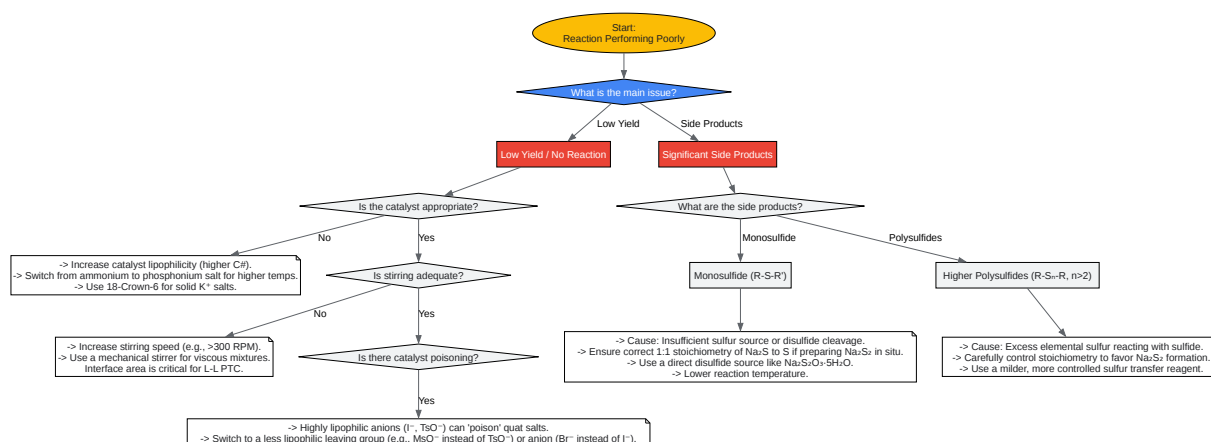 Start:
Reaction Performing Poorly
What is the main issue?
Low Yield
Side Products
Low Yield / No Reaction
Significant Side Products
Is the catalyst appropriate?
What are the side products?
No
Yes
Monosulfide
Polysulfides
-> Increase catalyst lipophilicity (higher C#).
-> Switch from ammonium to phosphonium salt for higher temps.
-> Use 18-Crown-6 for solid K⁺ salts.
Is stirring adequate?
Monosulfide (R-S-R')
Higher Polysulfides (R-Sₙ-R, n>2)
No
Yes
-> Increase stirring speed (e.g., >300 RPM).
-> Use a mechanical stirrer for viscous mixtures.
Interface area is critical for L-L PTC.
Is there catalyst poisoning?
-> Cause: Insufficient sulfur source or disulfide cleavage.
-> Ensure correct 1:1 stoichiometry of Na₂S to S if preparing Na₂S₂ in situ.
-> Use a direct disulfide source like Na₂S₂O₃·5H₂O.
-> Lower reaction temperature.
-> Cause: Excess elemental sulfur reacting with sulfide.
-> Carefully control stoichiometry to favor Na₂S₂ formation.
-> Use a milder, more controlled sulfur transfer reagent.
Yes
-> Highly lipophilic anions (I⁻, TsO⁻) can 'poison' quat salts.
-> Switch to a less lipophilic leaving group (e.g., MsO⁻ instead of TsO⁻) or anion (Br⁻ instead of I⁻).